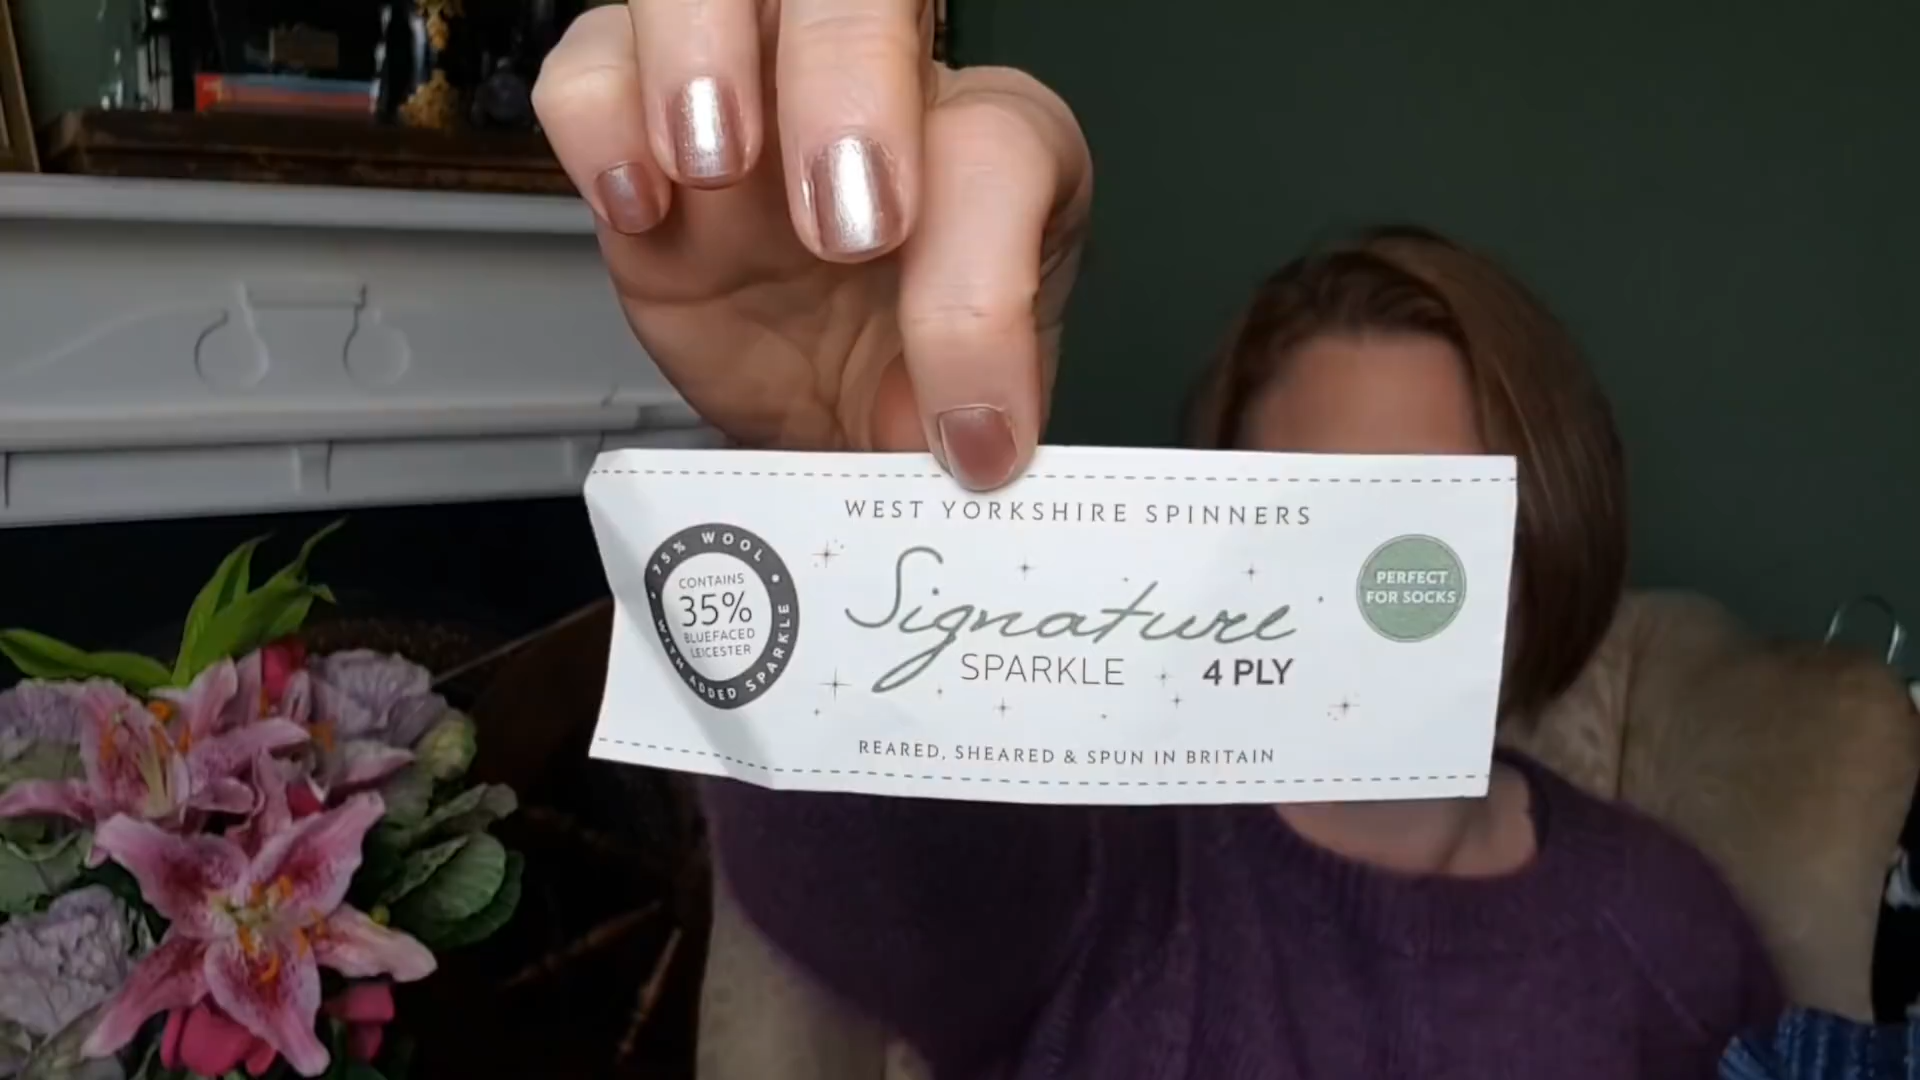 WEST YORKSHIRE SPINNERS
75% WOOL
WITH ADDED SPARKLE
CONTAINS
35%
BLUEFACED
LEICESTER
Signature
SPARKLE
4 PLY
PERFECT
FOR SOCKS
REARED, SHEARED & SPUN IN BRITAIN